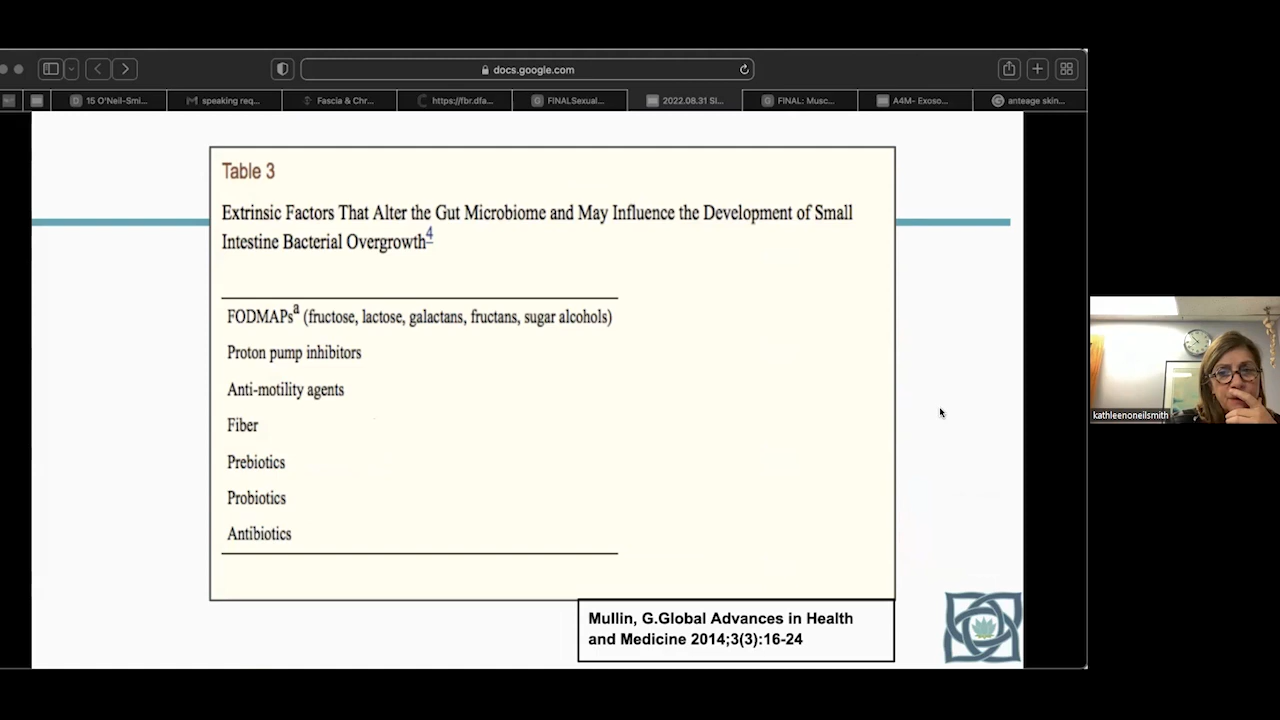 docs.google.com
15 O'Neil-Smi...
speaking req...
Fascia & Chr...
https://fbr.dfa...
FINALSexual...
2022.08.31 SI...
FINAL: Musc...
A4M- Exoso...
anteage skin...
Table 3
Extrinsic Factors That Alter the Gut Microbiome and May Influence the Development of Small
Intestine Bacterial Overgrowth4
FODMAPsa (fructose, lactose, galactans, fructans, sugar alcohols)
Proton pump inhibitors
Anti-motility agents
Fiber
Prebiotics
Probiotics
Antibiotics
Mullin, G.Global Advances in Health
and Medicine 2014;3(3):16-24
kathleenoneilsmith